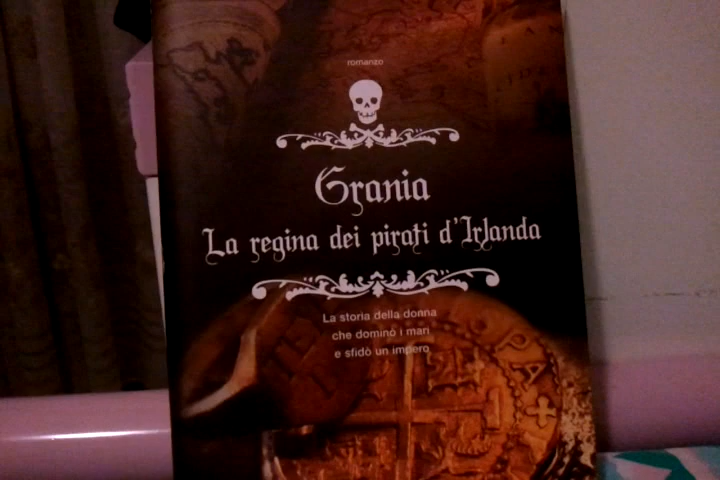 romanzo
Grania
La regina dei pirati d'Irlanda
La storia della donna
che dominò i mari
e sfidò un impero